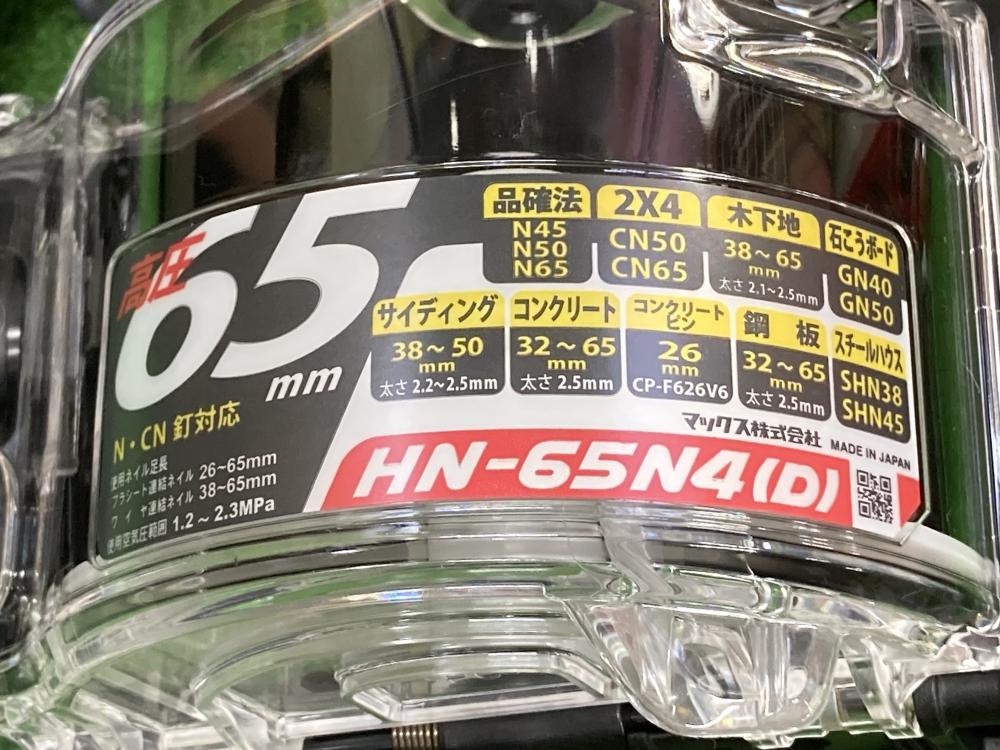 高圧
65
mm
N・CN 釘対応
使用ネイル足長
プラシート連結ネイル 26~65mm
ワイヤ連結ネイル 38~65mm
使用空気圧範囲 1.2~2.3MPa
品確法
N45
N50
N65
2X4
CN50
CN65
木下地
38~65
mm
太さ 2.1~2.5mm
石こうボード
GN40
GN50
サイディング
38~50
mm
太さ 2.2~2.5mm
コンクリート
32~65
mm
太さ 2.5mm
コンクリート
ピン
26
mm
CP-F626V6
鋼 板
32~65
mm
太さ 2.5mm
スチールハウス
SHN38
SHN45
マックス株式会社 MADE IN JAPAN
HN-65N4(D)